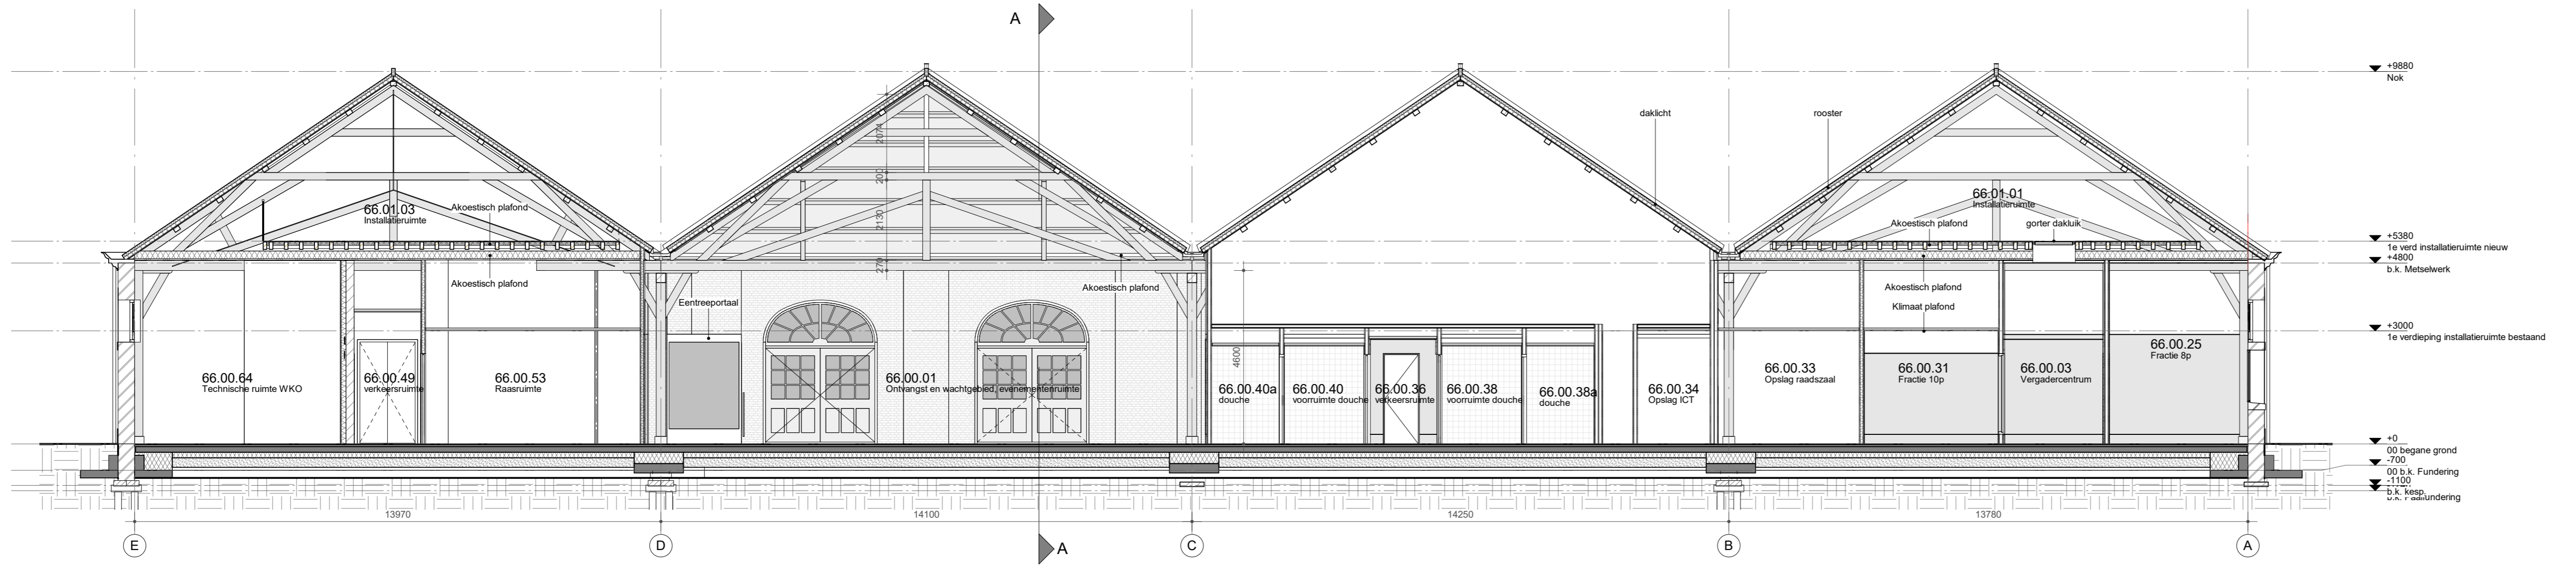 A
+9880
Nok
daklicht
rooster
2074
200
2130
270
66.01.03
Installatieruimte
Akoestisch plafond
Akoestisch plafond
66.01.01
Installatieruimte
Akoestisch plafond
gorter dakluik
+5380
1e verd installatieruimte nieuw
+4800
b.k. Metselwerk
Akoestisch plafond
Akoestisch plafond
Klimaat plafond
Eentreeportaal
+3000
1e verdieping installatieruimte bestaand
4600
66.00.64
Technische ruimte WKO
66.00.49
verkeersruimte
66.00.53
Raasruimte
66.00.01
Ontvangst en wachtgebied, evenementenruimte
66.00.40a
douche
66.00.40
voorruimte douche
66.00.36
verkeersruimte
66.00.38
voorruimte douche
66.00.38a
douche
66.00.34
Opslag ICT
66.00.33
Opslag raadszaal
66.00.31
Fractie 10p
66.00.03
Vergadercentrum
66.00.25
Fractie 8p
+0
00 begane grond
-700
00 b.k. Fundering
-1100
b.k. kesp
13970
14100
14250
13780
E
D
A
C
B
A